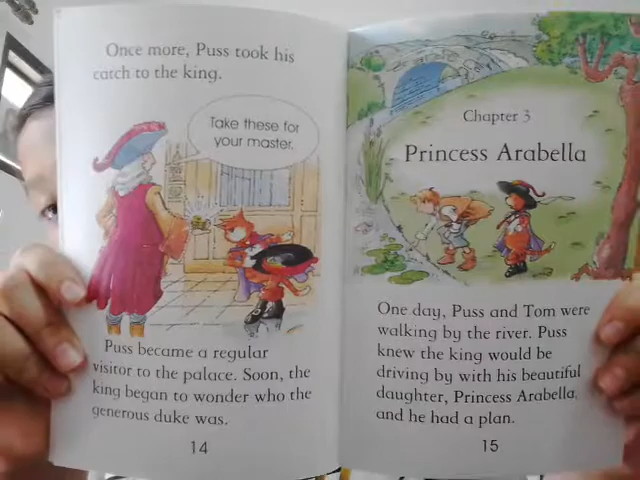 Once more, Puss took his
catch to the king.
Take these for
your master.
Puss became a regular
visitor to the palace. Soon, the
king began to wonder who the
generous duke was.
14
Chapter 3
Princess Arabella
One day, Puss and Tom were
walking by the river. Puss
knew the king would be
driving by with his beautiful
daughter, Princess Arabella,
and he had a plan.
15